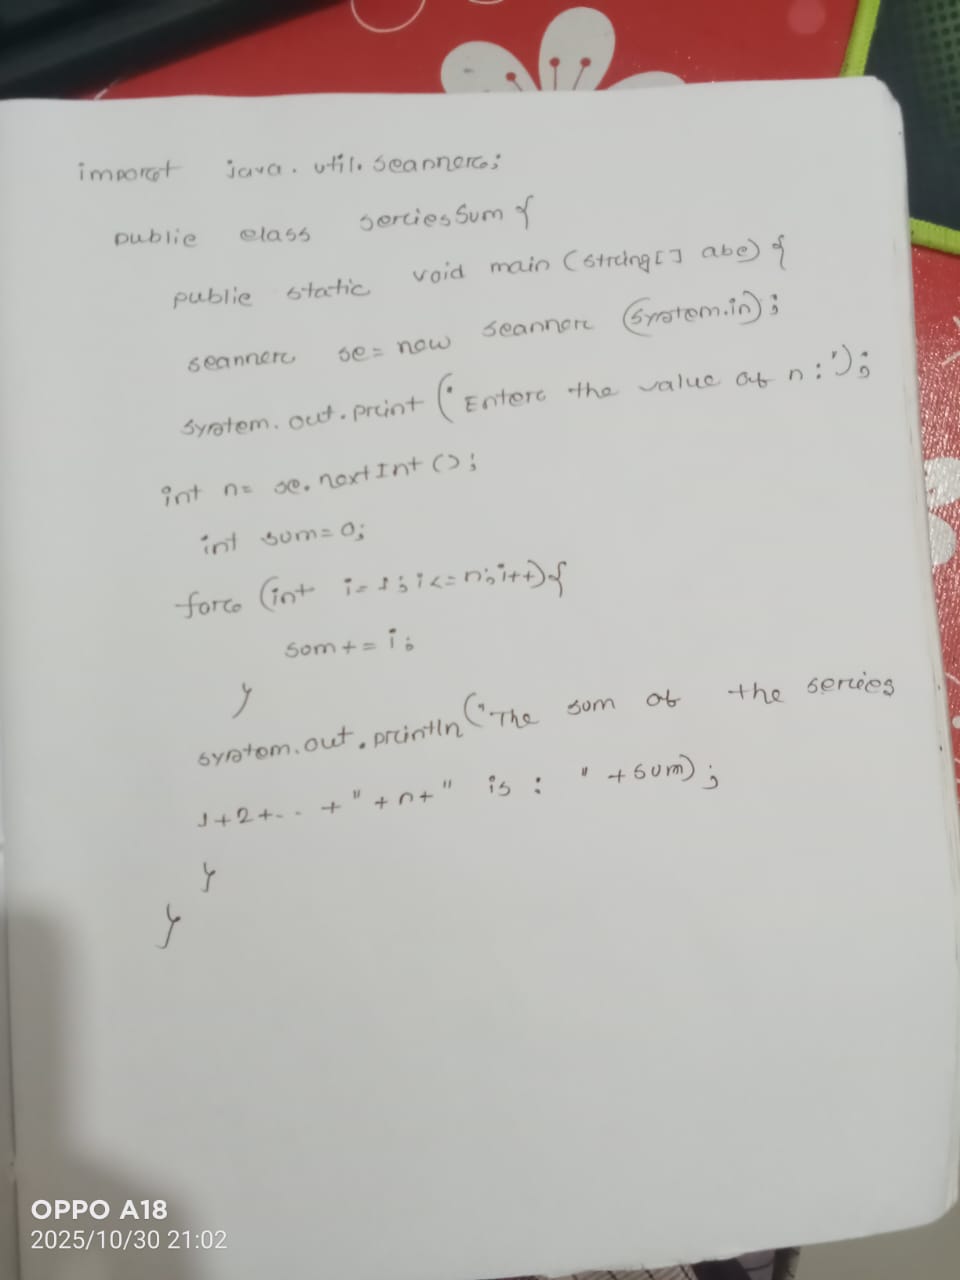 import java.util.Scanner;
public class seriesSum {
public static void main (string[] abc) {
scanner sc = new scanner (System.in);
System.out.print ("Enter the value of n:");
int n = sc.nextInt ();
int sum = 0;
for (int i = 1; i <= n; i++) {
sum += i;
}
system.out.println ("The sum of the series
1+2+.. +" + n + " is : " + sum);
}
}
OPPO A18
2025/10/30 21:02